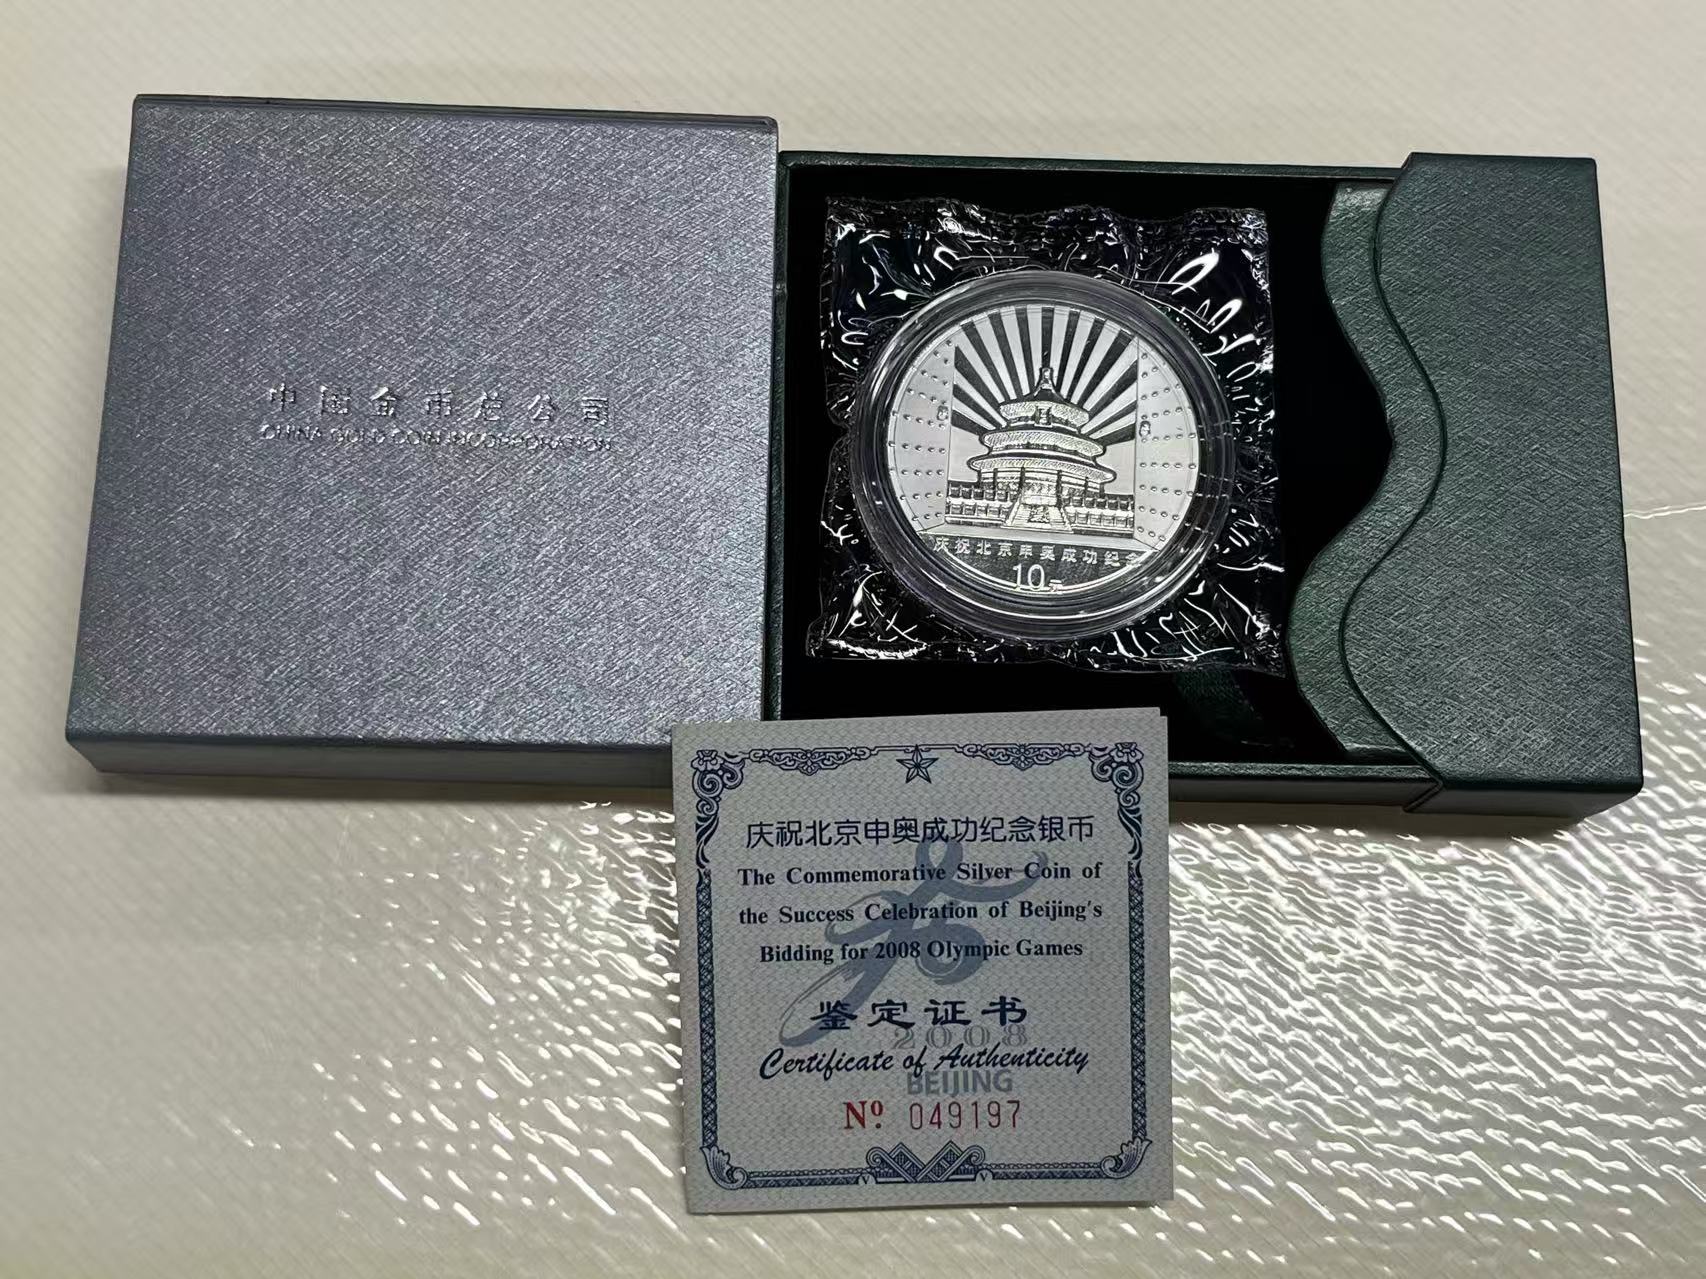 中国金币总公司
CHINA GOLD COIN INCORPORATION
庆祝北京申奥成功纪念
10元
庆祝北京申奥成功纪念银币
The Commemorative Silver Coin of
the Success Celebration of Beijing's
Bidding for 2008 Olympic Games
鉴定证书
2008
Certificate of Authenticity
BEIJING
Nº 049197